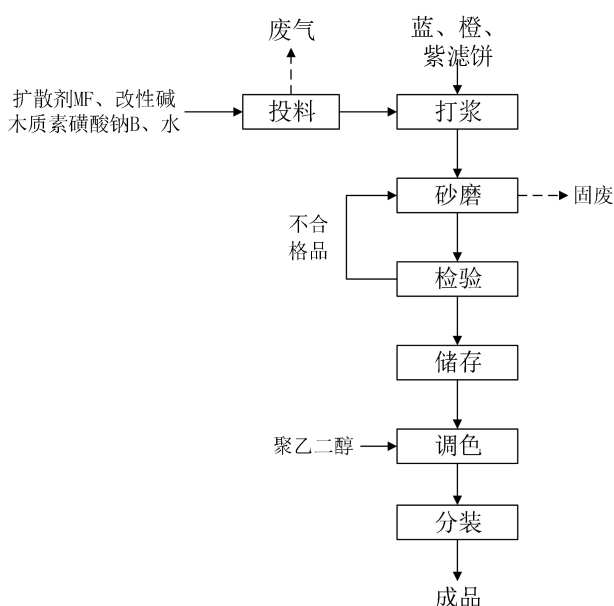 废气
蓝、橙、
紫滤饼
扩散剂MF、改性碱
木质素磺酸钠B、水
投料
打浆
砂磨
固废
不合
格品
检验
储存
聚乙二醇
调色
分装
成品